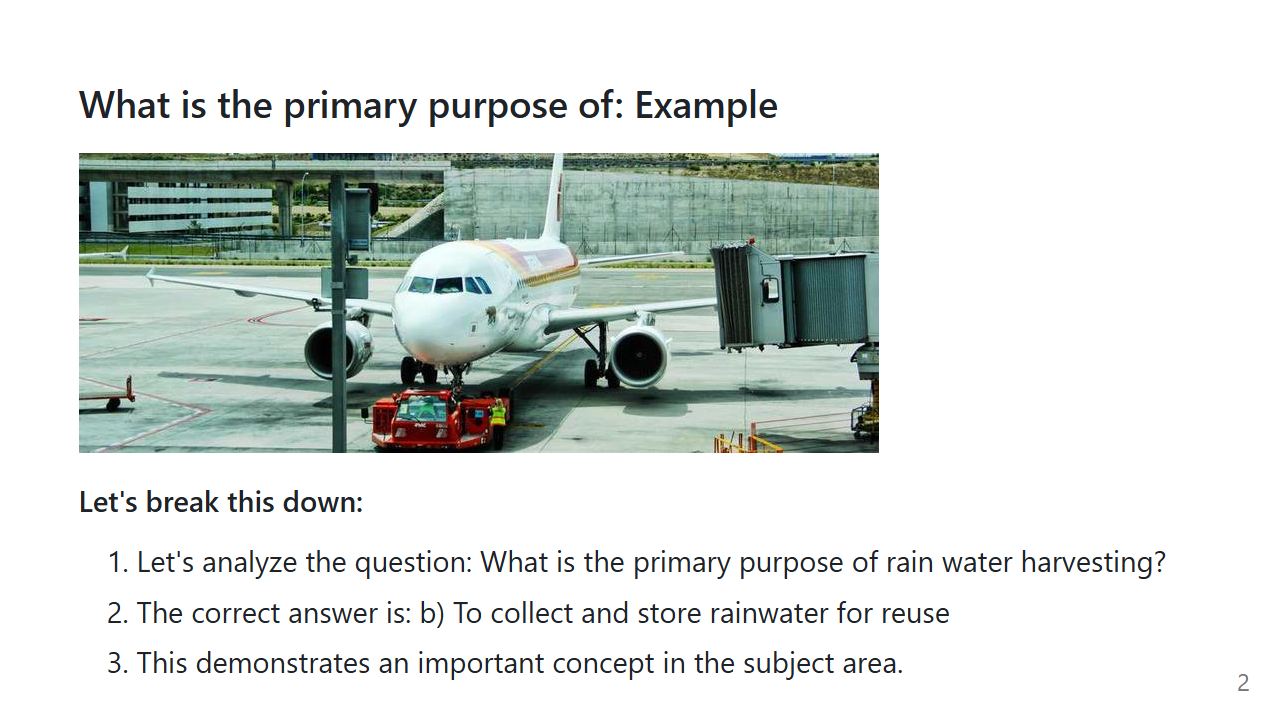 What is the primary purpose of: Example
Let's break this down:
1. Let's analyze the question: What is the primary purpose of rain water harvesting?
2. The correct answer is: b) To collect and store rainwater for reuse
3. This demonstrates an important concept in the subject area.
2